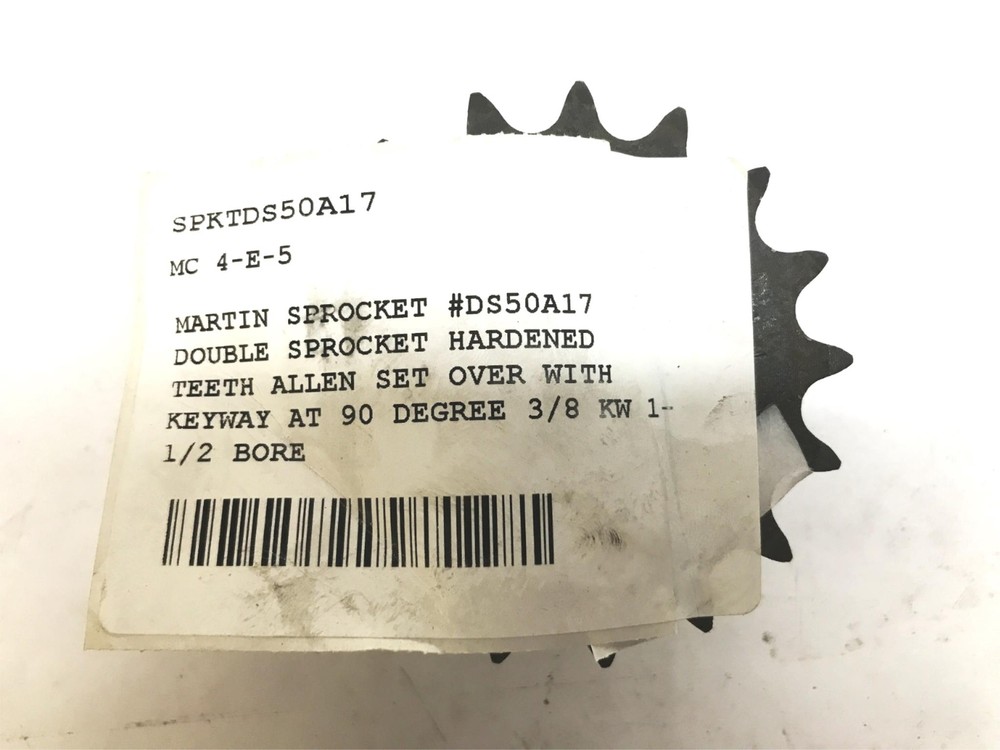 SPKTDS50A17
MC 4-E-5
MARTIN SPROCKET #DS50A17
DOUBLE SPROCKET HARDENED
TEETH ALLEN SET OVER WITH
KEYWAY AT 90 DEGREE 3/8 KW 1-
1/2 BORE